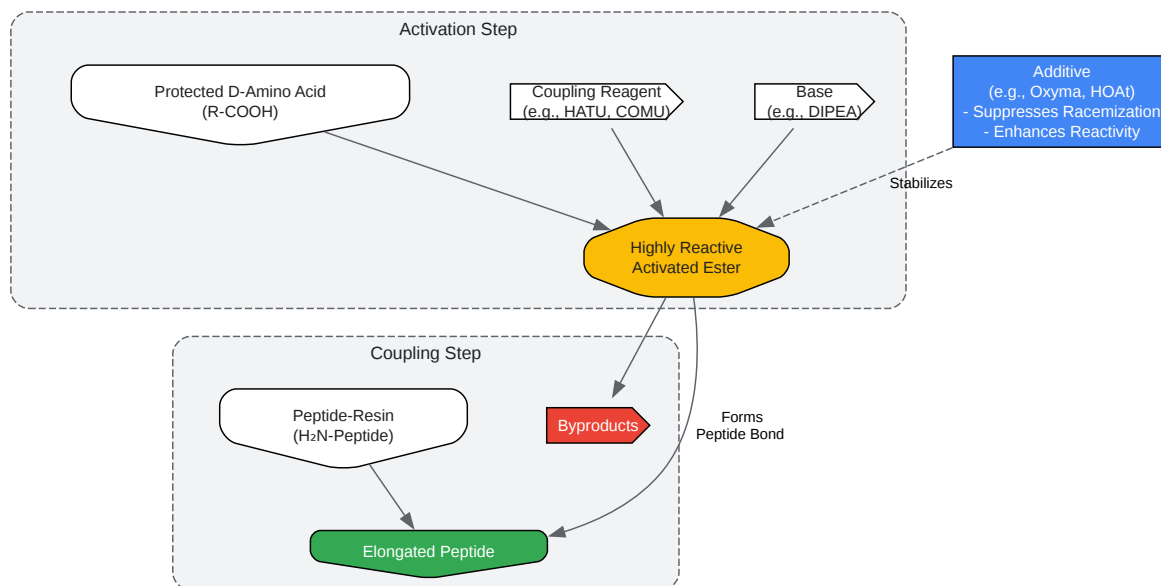 Activation Step
Protected D-Amino Acid
(R-COOH)
Coupling Reagent
(e.g., HATU, COMU)
Base
(e.g., DIPEA)
Additive
(e.g., Oxyma, HOAt)
- Suppresses Racemization
- Enhances Reactivity
Stabilizes
Highly Reactive
Activated Ester
Coupling Step
Peptide-Resin
(H₂N-Peptide)
Byproducts
Forms
Peptide Bond
Elongated Peptide